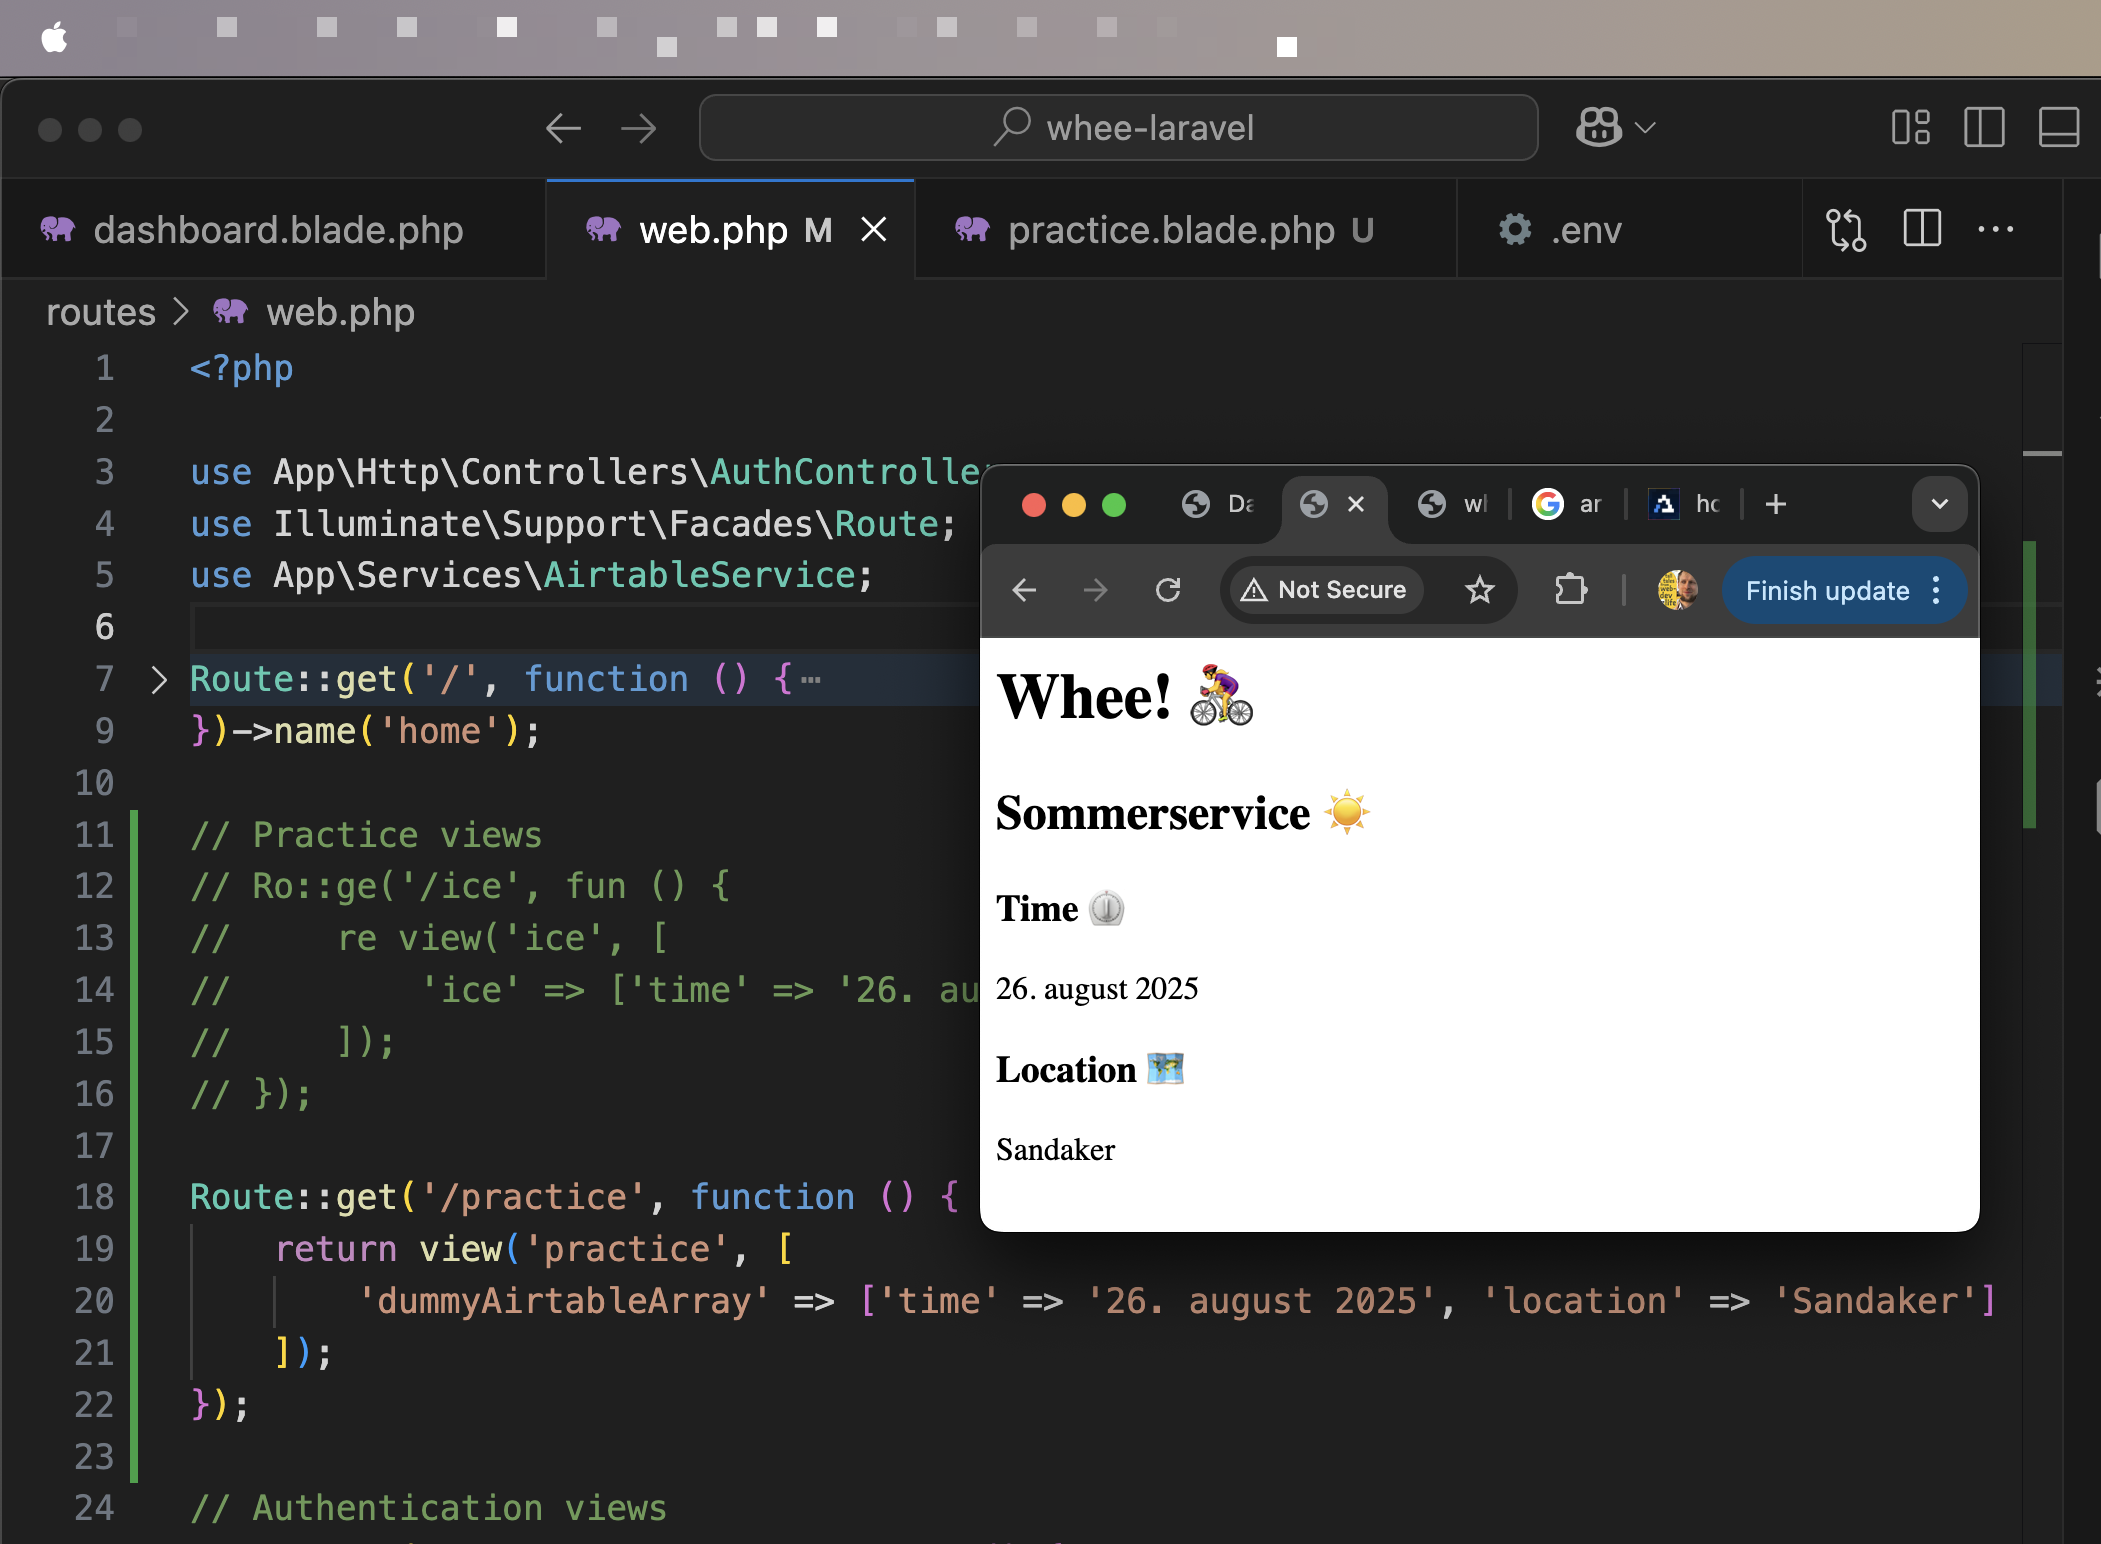 whee-laravel
dashboard.blade.php
web.php M
practice.blade.php U
.env
routes > web.php
1 <?php
2
3 use App\Http\Controllers\AuthControlle
4 use Illuminate\Support\Facades\Route;
5 use App\Services\AirtableService;
6
7 Route::get('/', function () { ⋯
9 })->name('home');
10
11 // Practice views
12 // Ro::ge('/ice', fun () {
13 //     re view('ice', [
14 //         'ice' => ['time' => '26. au
15 //     ]);
16 // });
17
18 Route::get('/practice', function () {
19     return view('practice', [
20         'dummyAirtableArray' => ['time' => '26. august 2025', 'location' => 'Sandaker']
21     ]);
22 });
23
24 // Authentication views
Da
wh
ar
ho
Not Secure
Finish update
Whee! 🚴
Sommerservice ☀️
Time ⏲️
26. august 2025
Location 🗺️
Sandaker